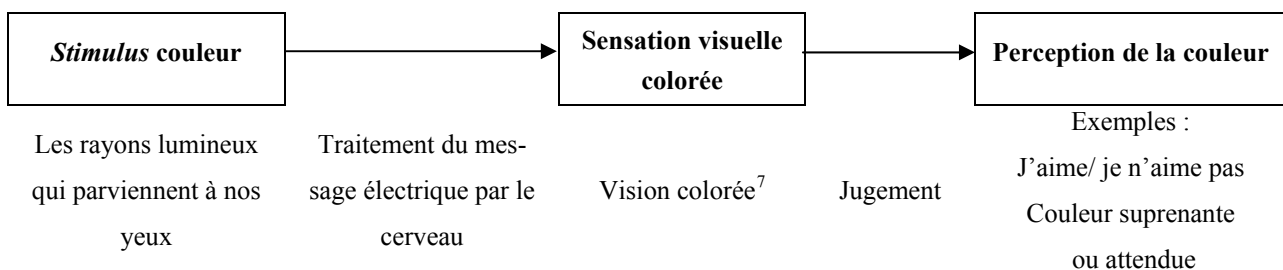 Stimulus couleur
Sensation visuelle
colorée
Perception de la couleur
Les rayons lumineux
qui parviennent à nos
yeux
Traitement du mes-
sage électrique par le
cerveau
Vision colorée7
Jugement
Exemples :
J'aime/ je n'aime pas
Couleur suprenante
ou attendue